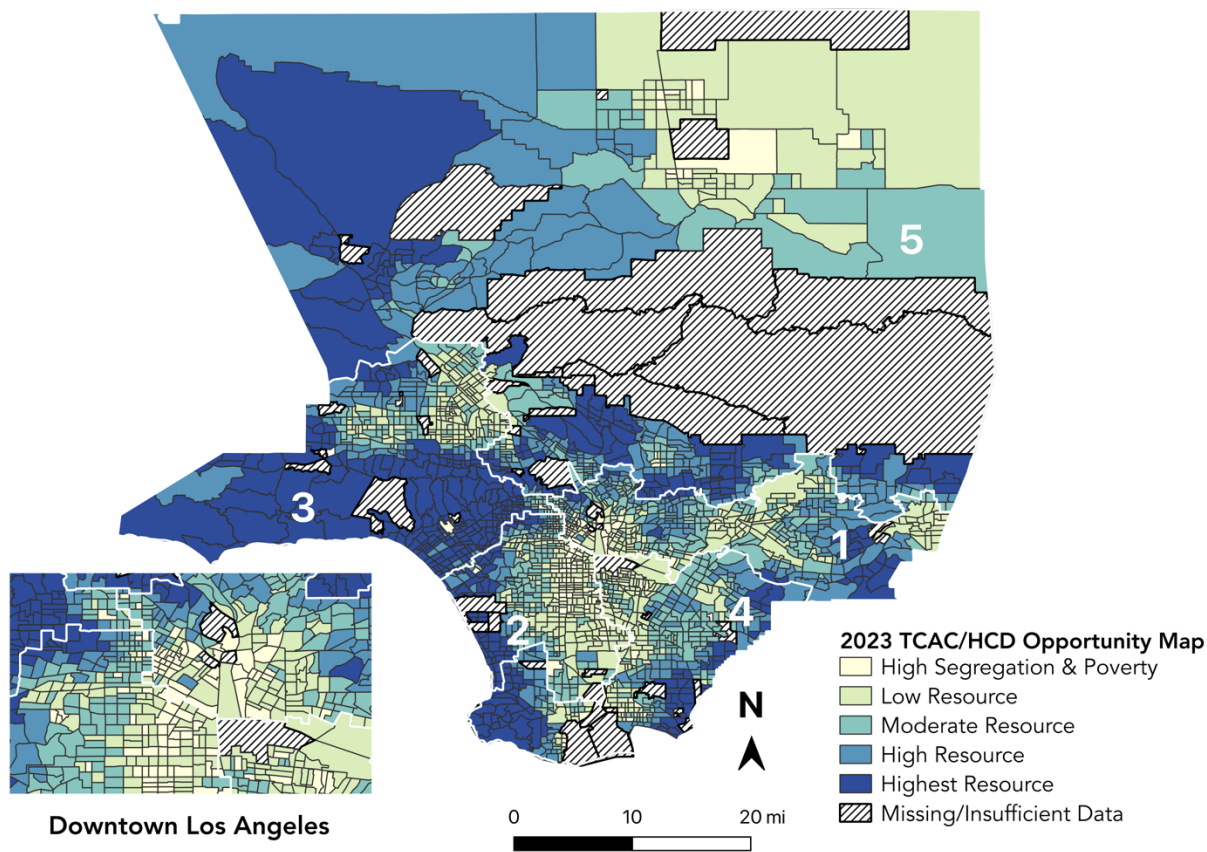 5
3
1
4
2
2023 TCAC/HCD Opportunity Map
High Segregation & Poverty
Low Resource
Moderate Resource
High Resource
Highest Resource
Missing/Insufficient Data
N
0 10 20 mi
Downtown Los Angeles